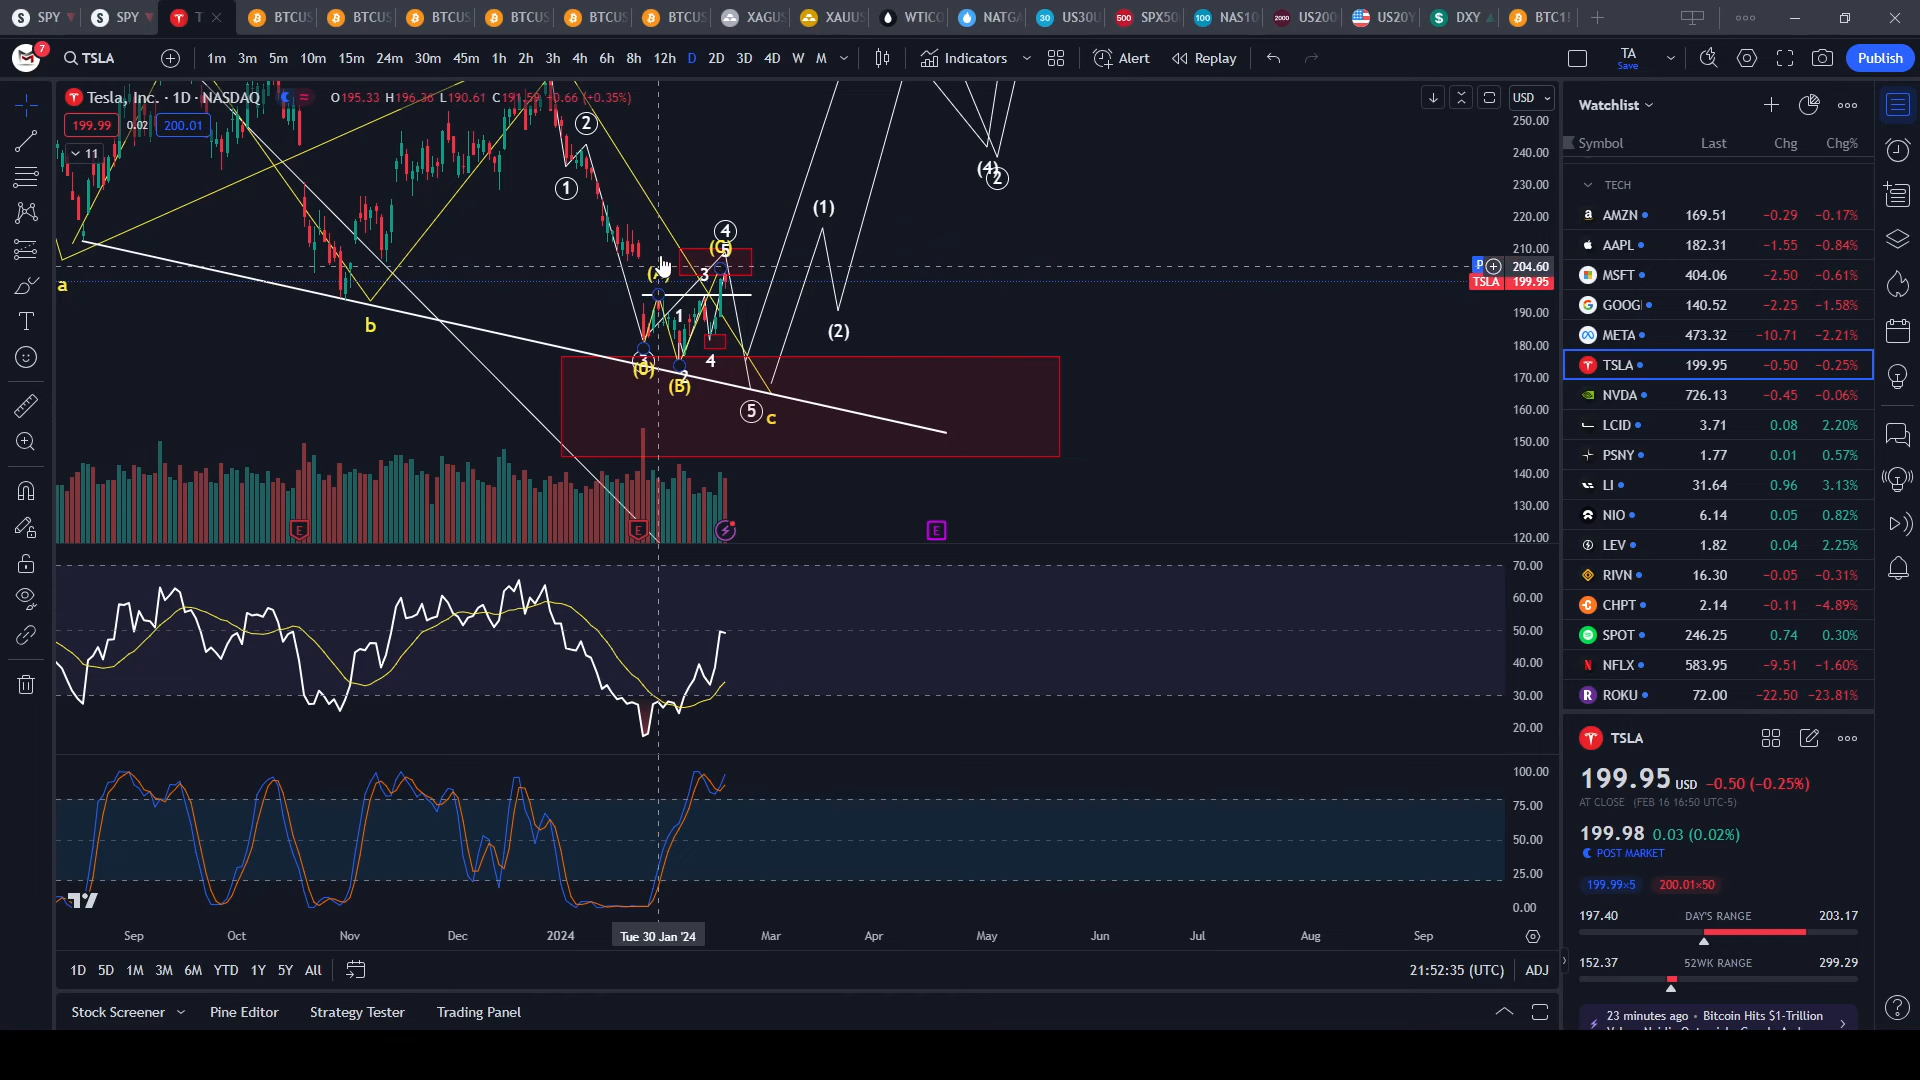 SPY
SPY
T
BTCUS
BTCUS
BTCUS
BTCUS
BTCUS
BTCUS
XAGUS
XAUUS
WTICO
NATGA
30 US30U
500 SPX50
100 NAS10
2000 US200
US20Y
DXY
BTC1!
7
TSLA
1m 3m 5m 10m 15m 24m 30m 45m 1h 2h 3h 4h 6h 8h 12h D 2D 3D 4D W M
Indicators
Alert
Replay
TA
Save
Publish
Tesla, Inc. · 1D · NASDAQ
O195.33 H196.36 L190.61 C191.59 +0.66 (+0.35%)
199.99 0.02 200.01
11
USD
250.00
240.00
230.00
220.00
210.00
204.60
TSLA 199.95
190.00
180.00
170.00
160.00
150.00
140.00
130.00
120.00
a
b
c
1
2
4
(A)
(B)
1
2
3
4
5
(1)
(2)
(4)
2
E
E
E
70.00
60.00
50.00
40.00
30.00
20.00
100.00
75.00
50.00
25.00
0.00
Sep Oct Nov Dec 2024 Tue 30 Jan '24 Mar Apr May Jun Jul Aug Sep
1D 5D 1M 3M 6M YTD 1Y 5Y All
21:52:35 (UTC) ADJ
Stock Screener Pine Editor Strategy Tester Trading Panel
Watchlist
Symbol Last Chg Chg%
TECH
AMZN 169.51 −0.29 −0.17%
AAPL 182.31 −1.55 −0.84%
MSFT 404.06 −2.50 −0.61%
GOOG 140.52 −2.25 −1.58%
META 473.32 −10.71 −2.21%
TSLA 199.95 −0.50 −0.25%
NVDA 726.13 −0.45 −0.06%
LCID 3.71 0.08 2.20%
PSNY 1.77 0.01 0.57%
LI 31.64 0.96 3.13%
NIO 6.14 0.05 0.82%
LEV 1.82 0.04 2.25%
RIVN 16.30 −0.05 −0.31%
CHPT 2.14 −0.11 −4.89%
SPOT 246.25 0.74 0.30%
NFLX 583.95 −9.51 −1.60%
ROKU 72.00 −22.50 −23.81%
TSLA
199.95 USD −0.50 (−0.25%)
AT CLOSE (FEB 16 16:50 UTC-5)
199.98 0.03 (0.02%)
POST MARKET
199.99×5 200.01×50
197.40 DAY'S RANGE 203.17
152.37 52WK RANGE 299.29
23 minutes ago • Bitcoin Hits $1-Trillion